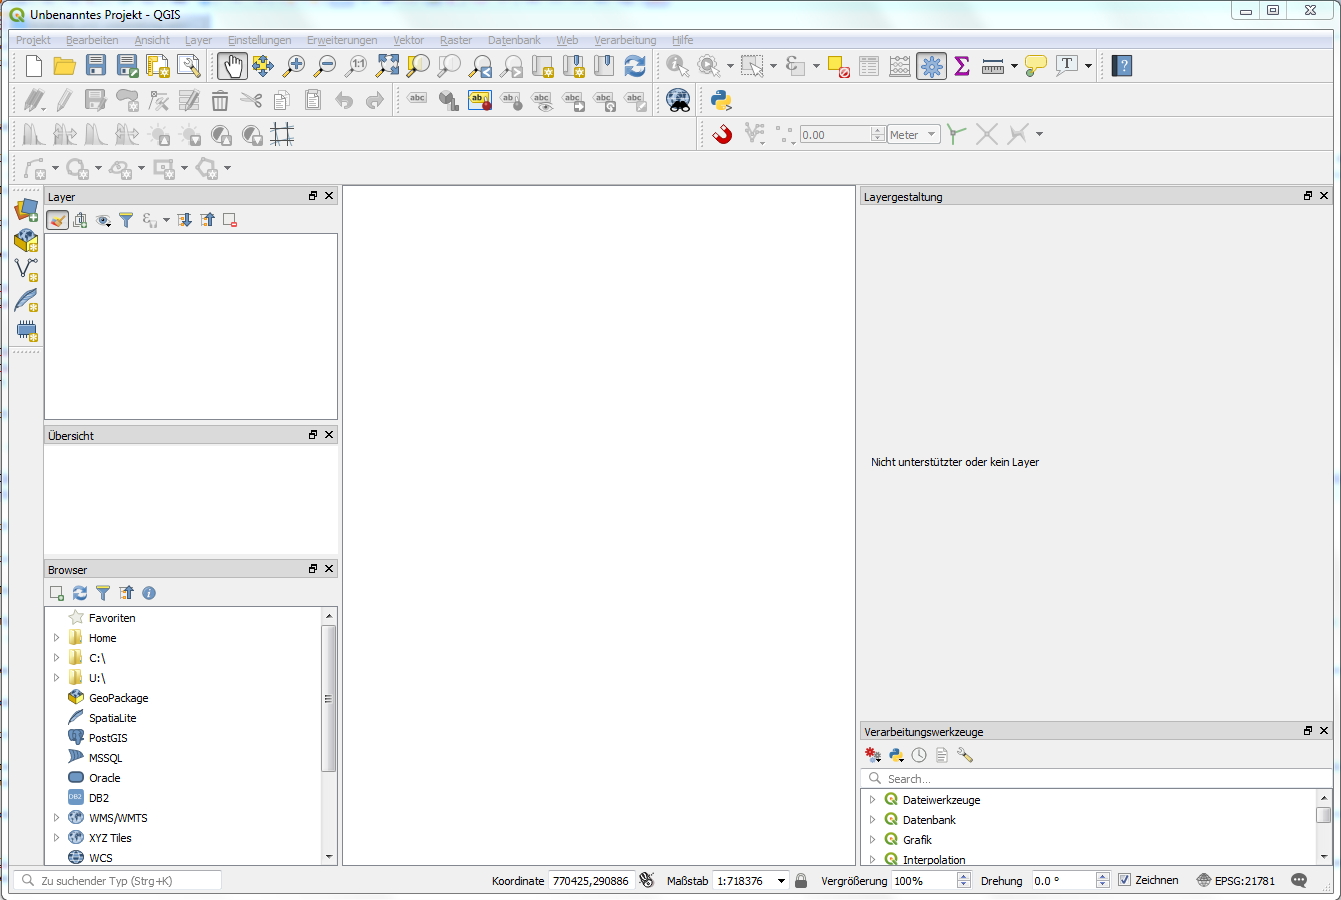 Unbenanntes Projekt - QGIS
Projekt Bearbeiten Ansicht Layer Einstellungen Erweiterungen Vektor Raster Datenbank Web Verarbeitung Hilfe
1:1 Σ T ?
abc ab abc abc abc abc abc
0.00 Meter
Layer
Layergestaltung
Übersicht
Nicht unterstützter oder kein Layer
Browser
Favoriten
Home
C:\
U:\
GeoPackage
SpatiaLite
PostGIS
MSSQL
Oracle
DB2 DB2
WMS/WMTS
XYZ Tiles
WCS
Verarbeitungswerkzeuge
Search...
Dateiwerkzeuge
Datenbank
Grafik
Interpolation
Zu suchender Typ (Strg+K) Koordinate 770425,290886 Maßstab 1:718376 Vergrößerung 100% Drehung 0.0 ° Zeichnen EPSG:21781